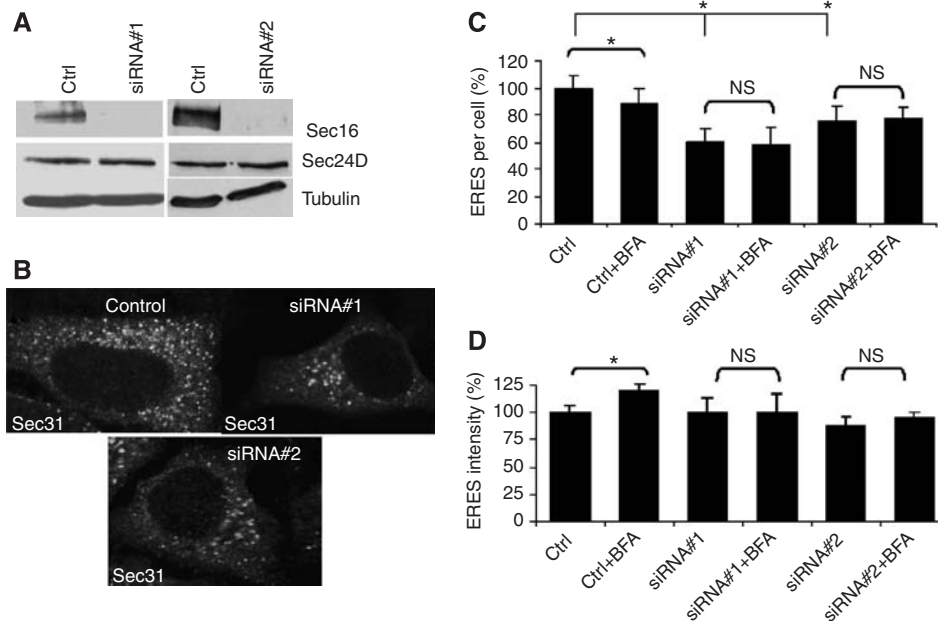 A
Ctrl
siRNA#1
Ctrl
siRNA#2
Sec16
Sec24D
Tubulin
B
Control
siRNA#1
Sec31
Sec31
siRNA#2
Sec31
C
* *
*
NS
NS
ERES per cell (%)
120
100
80
60
40
20
0
Ctrl
Ctrl+BFA
siRNA#1
siRNA#1+BFA
siRNA#2
siRNA#2+BFA
D
*
NS
NS
ERES intensity (%)
125
100
75
50
25
0
Ctrl
Ctrl+BFA
siRNA#1
siRNA#1+BFA
siRNA#2
siRNA#2+BFA